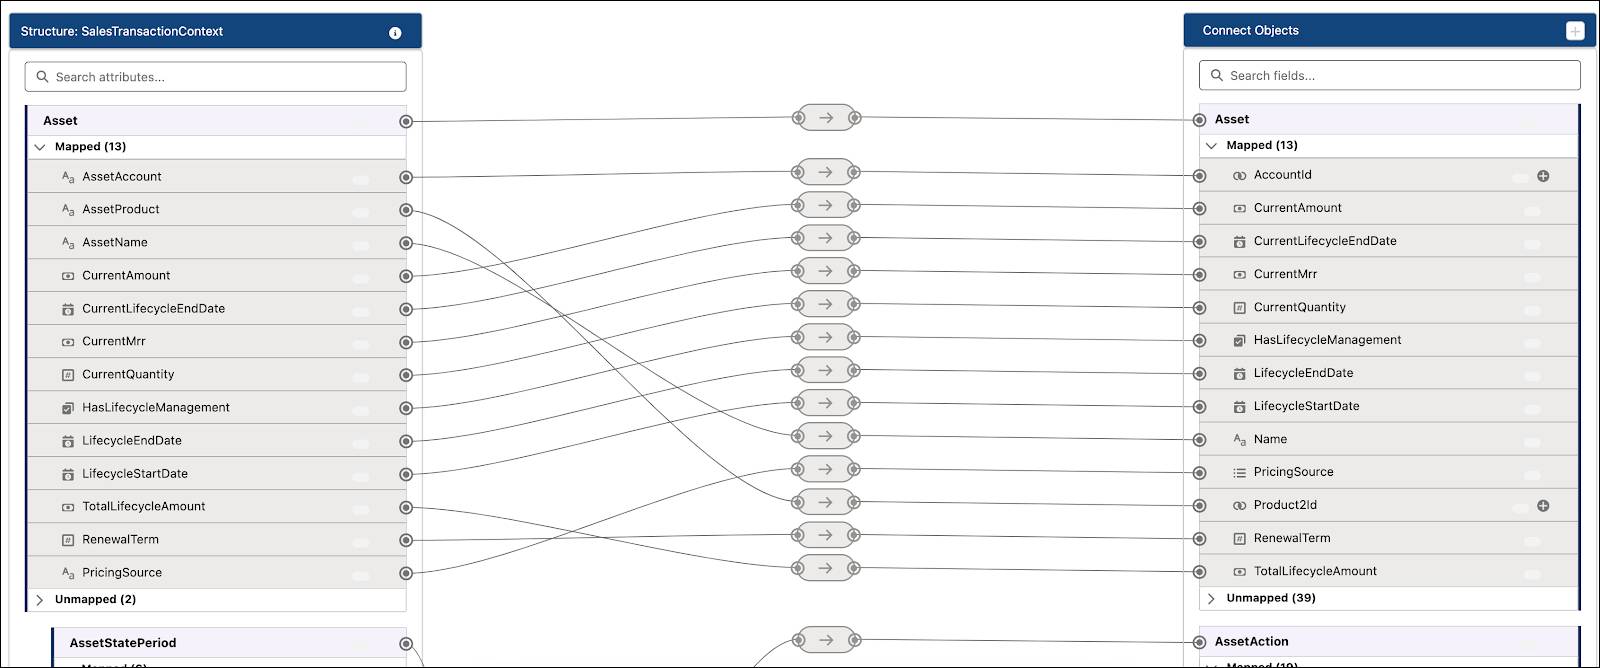 Structure: SalesTransactionContext
Search attributes...
Asset
Mapped (13)
AssetAccount
AssetProduct
AssetName
CurrentAmount
CurrentLifecycleEndDate
CurrentMrr
CurrentQuantity
HasLifecycleManagement
LifecycleEndDate
LifecycleStartDate
TotalLifecycleAmount
RenewalTerm
PricingSource
Unmapped (2)
AssetStatePeriod
Connect Objects
Search fields...
Asset
Mapped (13)
AccountId
CurrentAmount
CurrentLifecycleEndDate
CurrentMrr
CurrentQuantity
HasLifecycleManagement
LifecycleEndDate
LifecycleStartDate
Name
PricingSource
Product2Id
RenewalTerm
TotalLifecycleAmount
Unmapped (39)
AssetAction